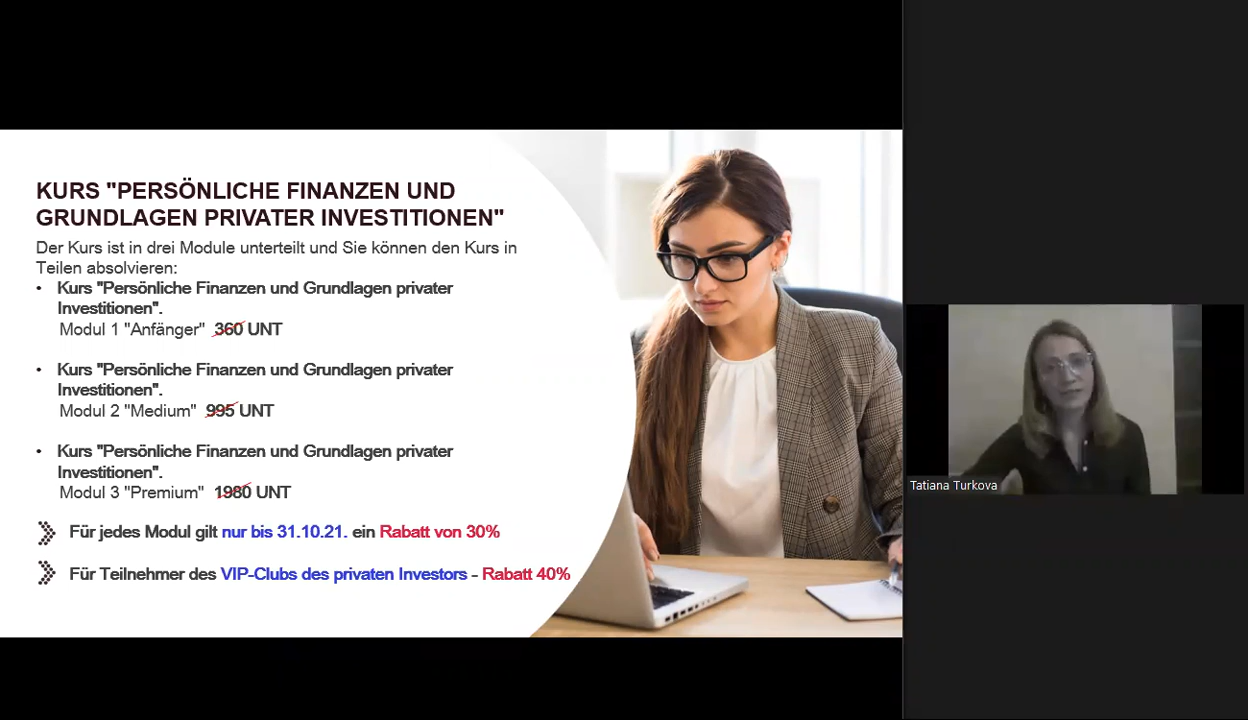 KURS "PERSÖNLICHE FINANZEN UND
GRUNDLAGEN PRIVATER INVESTITIONEN"
Der Kurs ist in drei Module unterteilt und Sie können den Kurs in
Teilen absolvieren:
• Kurs "Persönliche Finanzen und Grundlagen privater
Investitionen".
Modul 1 "Anfänger" 360 UNT
• Kurs "Persönliche Finanzen und Grundlagen privater
Investitionen".
Modul 2 "Medium" 995 UNT
• Kurs "Persönliche Finanzen und Grundlagen privater
Investitionen".
Modul 3 "Premium" 1980 UNT
Für jedes Modul gilt nur bis 31.10.21. ein Rabatt von 30%
Für Teilnehmer des VIP-Clubs des privaten Investors - Rabatt 40%
Tatiana Turkova